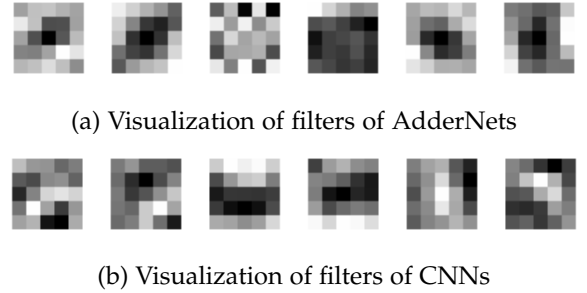 (a) Visualization of filters of AdderNets
(b) Visualization of filters of CNNs